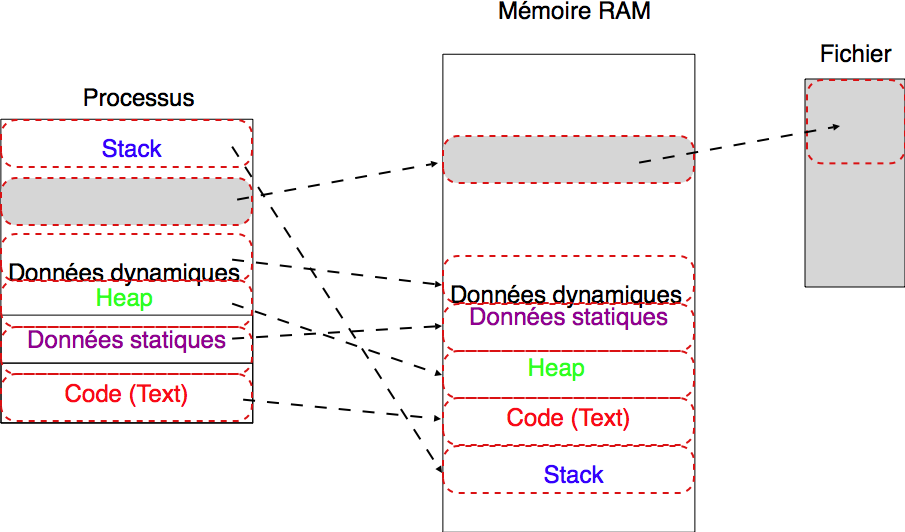 Mémoire RAM
Fichier
Processus
Stack
Données dynamiques
Heap
Données statiques
Code (Text)
Données dynamiques
Données statiques
Heap
Code (Text)
Stack